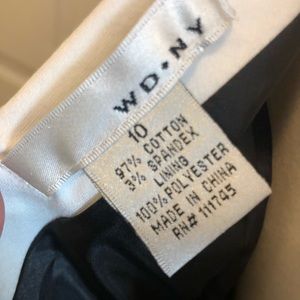 WD·NY
10
97% COTTON
3% SPANDEX
LINING
100% POLYESTER
MADE IN CHINA
RN# 111745